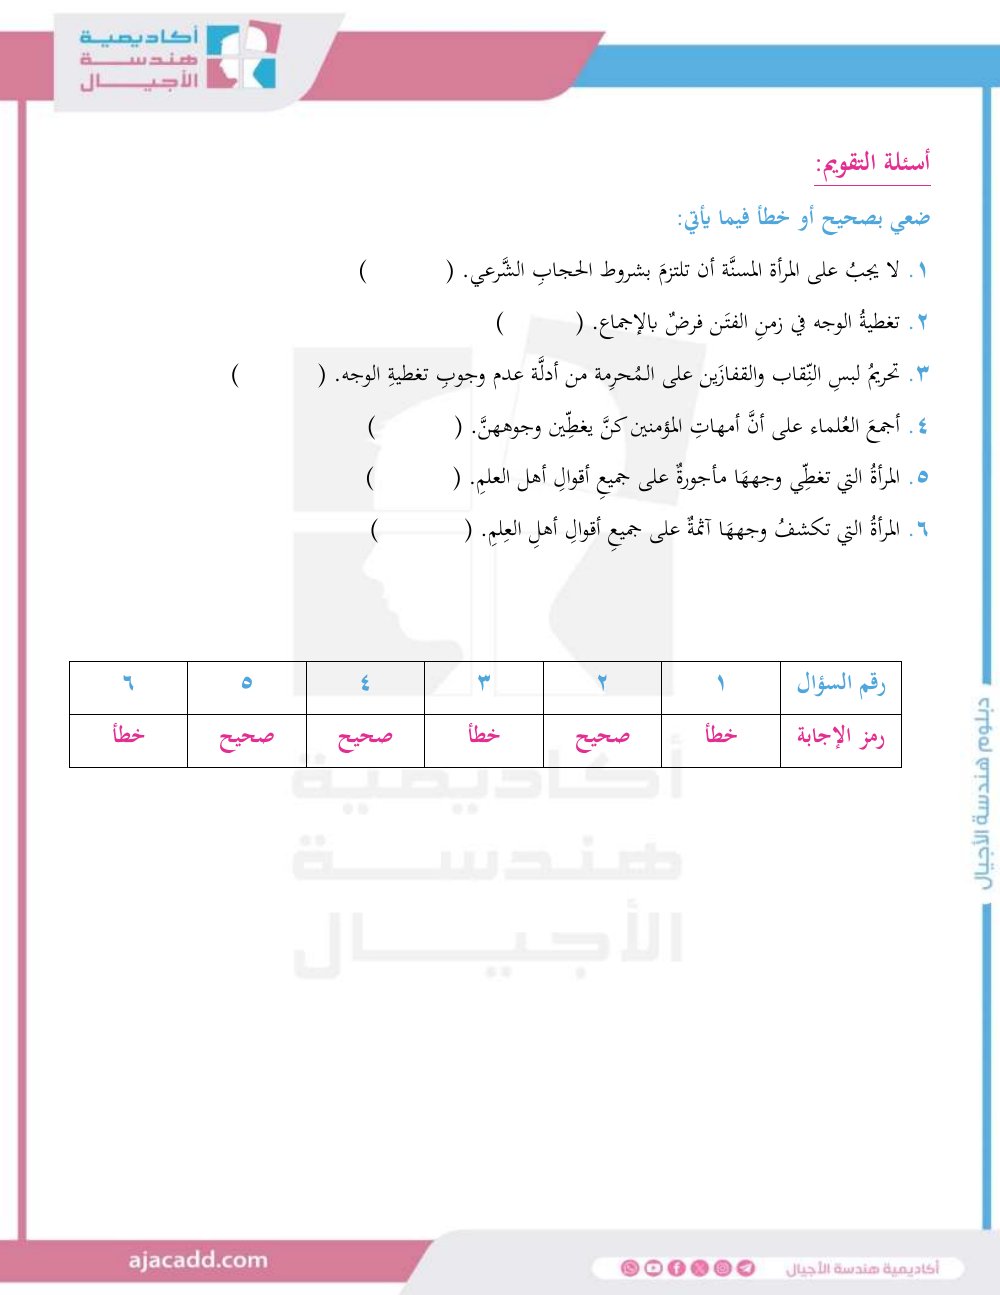 أكاديمية
هندسة
الأجيال
أسئلة التقويم:
ضعي بصحيح أو خطأ فيما يأتي:
١. لا يجبُ على المرأة المسنَّة أن تلتزمَ بشروط الحجابِ الشَّرعي. ( )
٢. تغطيةُ الوجه في زمنِ الفتَن فرضٌ بالإجماع. ( )
٣. تحريمُ لبسِ النِّقاب والقفازَين على المُحرِمة من أدلَّة عدم وجوبِ تغطيةِ الوجه. ( )
٤. أجمعَ العُلماء على أنَّ أمهاتِ المؤمنين كنَّ يغطِّين وجوههنَّ. ( )
٥. المرأةُ التي تغطِّي وجههَا مأجورةٌ على جميعِ أقوالِ أهل العلمِ. ( )
٦. المرأةُ التي تكشفُ وجههَا آثمةٌ على جميعِ أقوالِ أهلِ العِلمِ. ( )
رقم السؤال ١ ٢ ٣ ٤ ٥ ٦
رمز الإجابة خطأ صحيح خطأ صحيح صحيح خطأ
أكاديمية
هندسة
الأجيال
دبلوم هندسة الأجيال
ajacadd.com
أكاديمية هندسة الأجيال